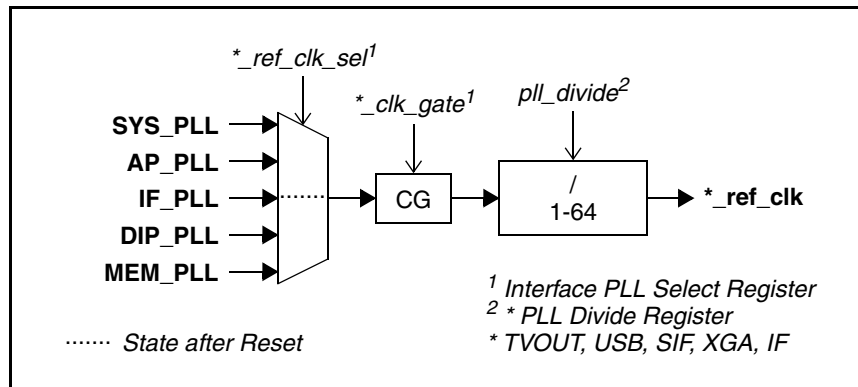 *_ref_clk_sel1
*_clk_gate1
pll_divide2
SYS_PLL
AP_PLL
IF_PLL
DIP_PLL
MEM_PLL
CG
/
1-64
*_ref_clk
1 Interface PLL Select Register
2 * PLL Divide Register
* TVOUT, USB, SIF, XGA, IF
State after Reset